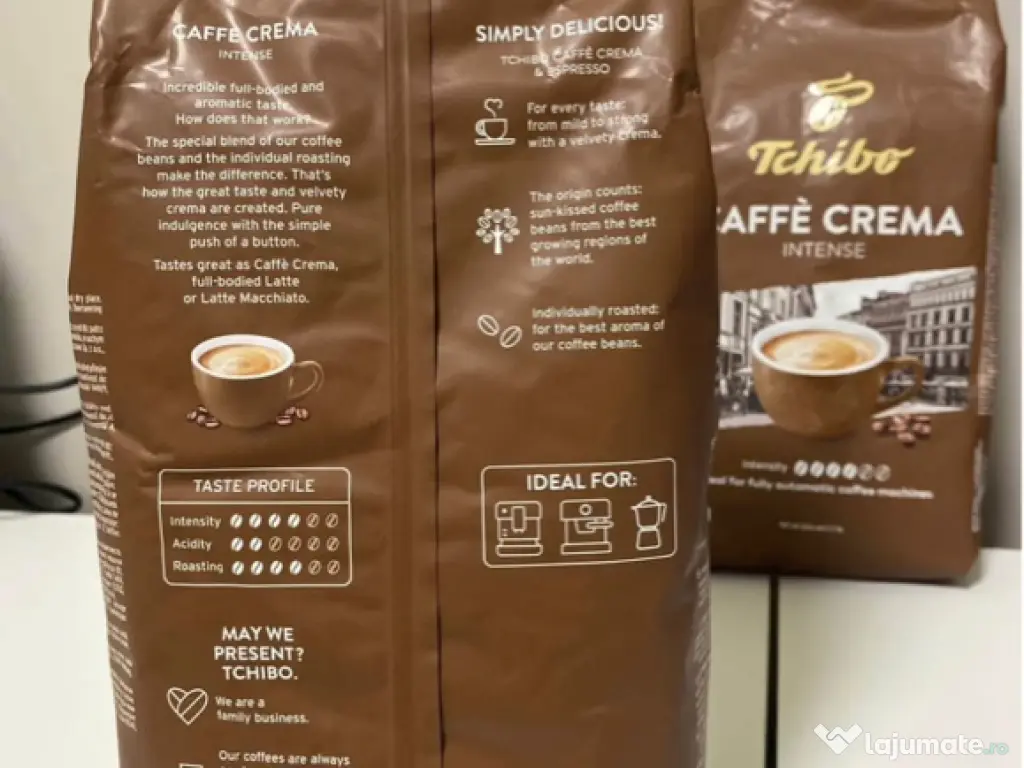 CAFFÈ CREMA
INTENSE
Incredible full-bodied and
aromatic taste.
How does that work?
The special blend of our coffee
beans and the individual roasting
make the difference. That's
how the great taste and velvety
crema are created. Pure
indulgence with the simple
push of a button.
Tastes great as Caffè Crema,
full-bodied Latte
or Latte Macchiato.
TASTE PROFILE
Intensity
Acidity
Roasting
MAY WE
PRESENT?
TCHIBO.
We are a
family business.
Our coffees are always
SIMPLY DELICIOUS!
TCHIBO CAFFÈ CREMA
& ESPRESSO
For every taste:
from mild to strong
with a velvety crema.
The origin counts:
sun-kissed coffee
beans from the best
growing regions of
the world.
Individually roasted:
for the best aroma of
our coffee beans.
IDEAL FOR:
Tchibo
CAFFÈ CREMA
INTENSE
Intensity
for fully automatic coffee machines
lajumate.ro